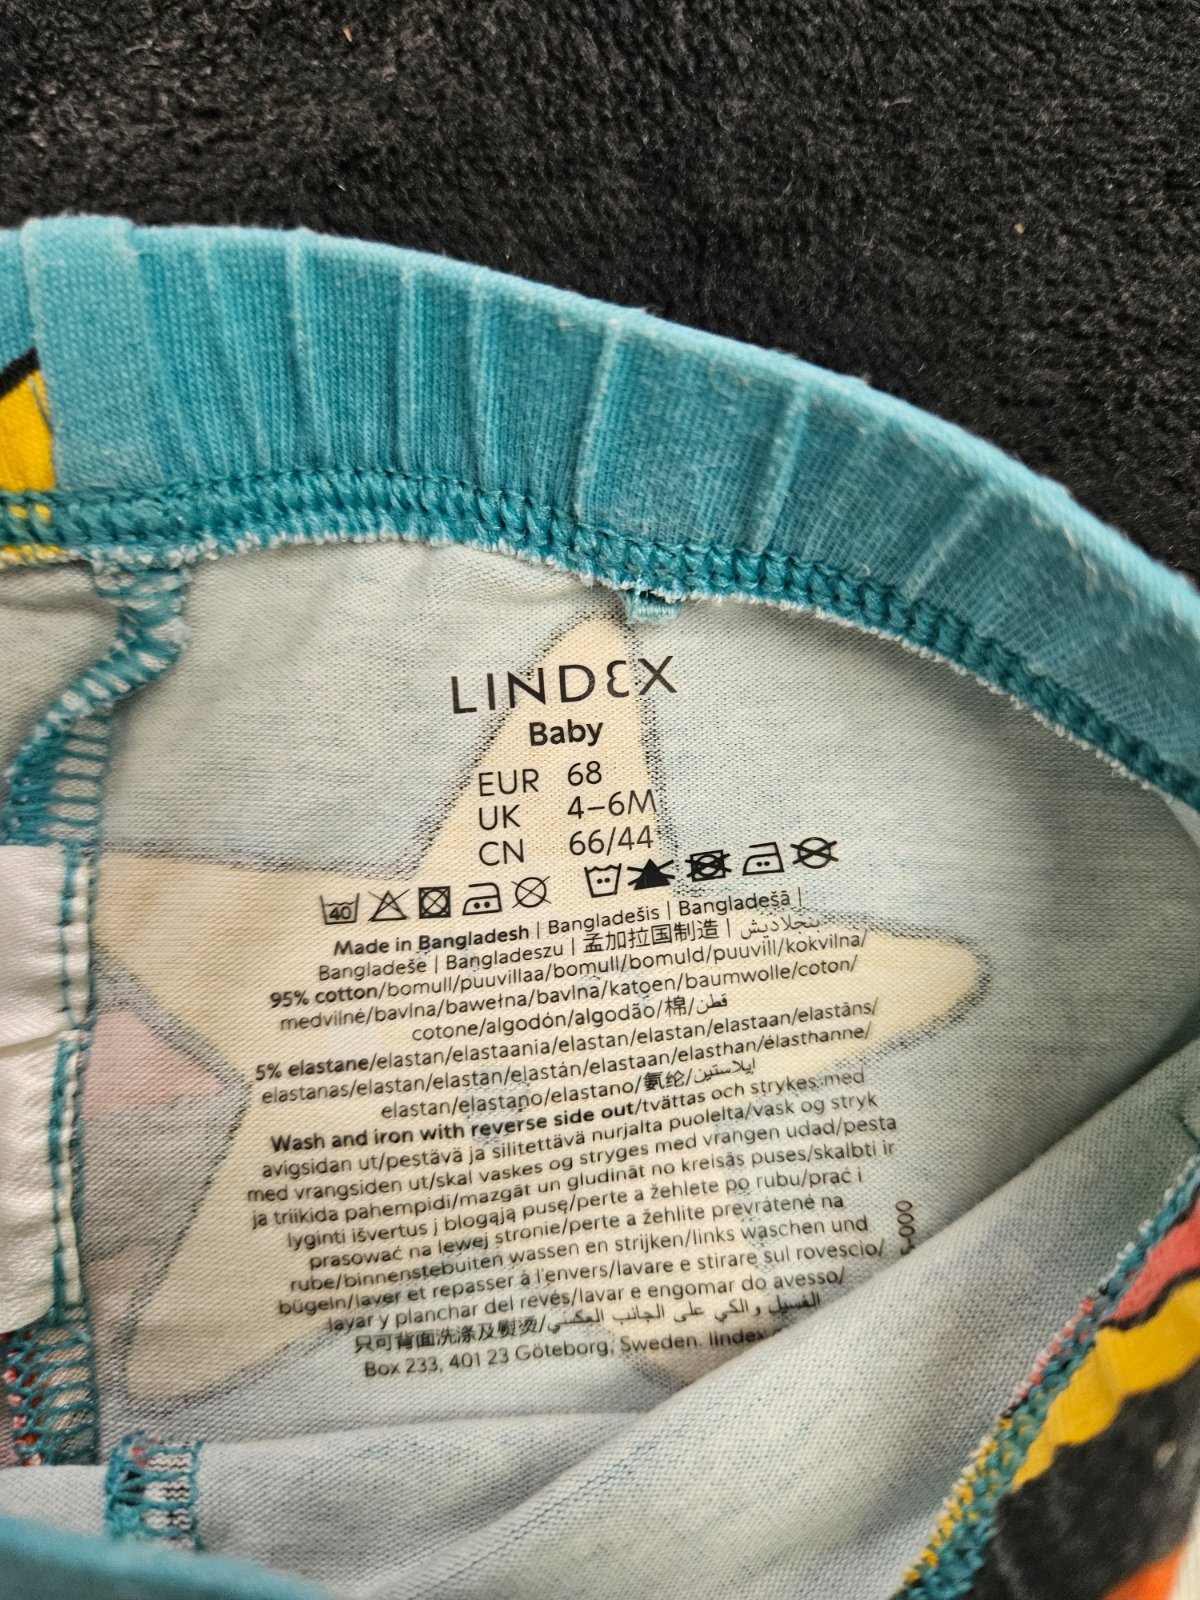 LINDEX
Baby
EUR 68
UK 4–6M
CN 66/44
40
Made in Bangladesh | Bangladešis | Bangladešā |
Bangladeše | Bangladeszu | 孟加拉国制造 | بنجلاديش
95% cotton/bomull/puuvillaa/bomull/bomuld/puuvill/kokvilna/
medvilnė/bavlna/bawełna/bavlna/katoen/baumwolle/coton/
cotone/algodón/algodão/棉/قطن
5% elastane/elastan/elastaania/elastan/elastan/elastaan/elastāns/
elastanas/elastan/elastan/elastán/elastaan/elasthan/élasthanne/
elastan/elastano/elastano/氨纶/إيلاستين
Wash and iron with reverse side out/tvättas och strykes med
avigsidan ut/pestävä ja silitettävä nurjalta puolelta/vask og stryk
med vrangsiden ut/skal vaskes og stryges med vrangen udad/pesta
ja triikida pahempidi/mazgāt un gludināt no kreisās puses/skalbti ir
lyginti išvertus į blogąją pusę/perte a žehlete po rubu/prać i
prasować na lewej stronie/perte a žehlite prevrátené na
rube/binnenstebuiten wassen en strijken/links waschen und
bügeln/laver et repasser à l'envers/lavare e stirare sul rovescio/
lavar y planchar del revés/lavar e engomar do avesso/
只可背面洗涤及熨烫/الغسيل والكي على الجانب العكسي
Box 233, 401 23 Göteborg, Sweden. lindex